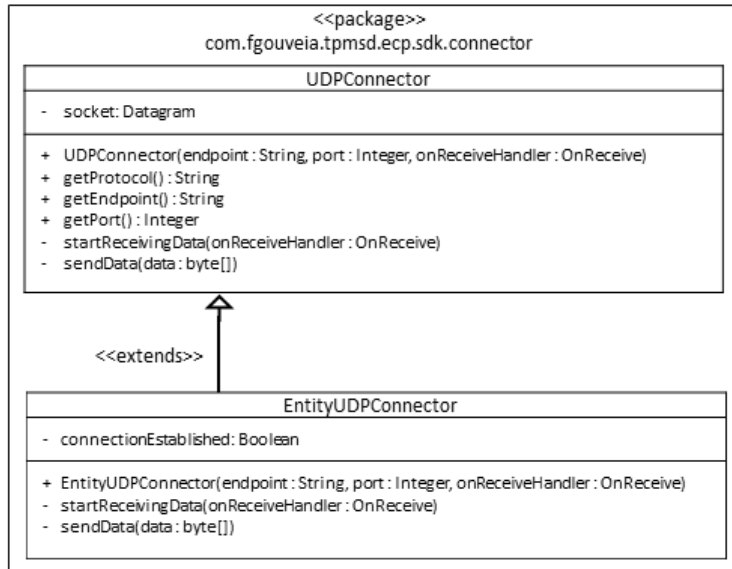 <<package>>
com.fgouveia.tpmsd.ecp.sdk.connector
UDPConnector
- socket: Datagram
+ UDPConnector(endpoint : String, port : Integer, onReceiveHandler : OnReceive)
+ getProtocol() : String
+ getEndpoint() : String
+ getPort() : Integer
- startReceivingData(onReceiveHandler : OnReceive)
- sendData(data : byte[])
<<extends>>
EntityUDPConnector
- connectionEstablished: Boolean
+ EntityUDPConnector(endpoint : String, port : Integer, onReceiveHandler : OnReceive)
- startReceivingData(onReceiveHandler : OnReceive)
- sendData(data : byte[])